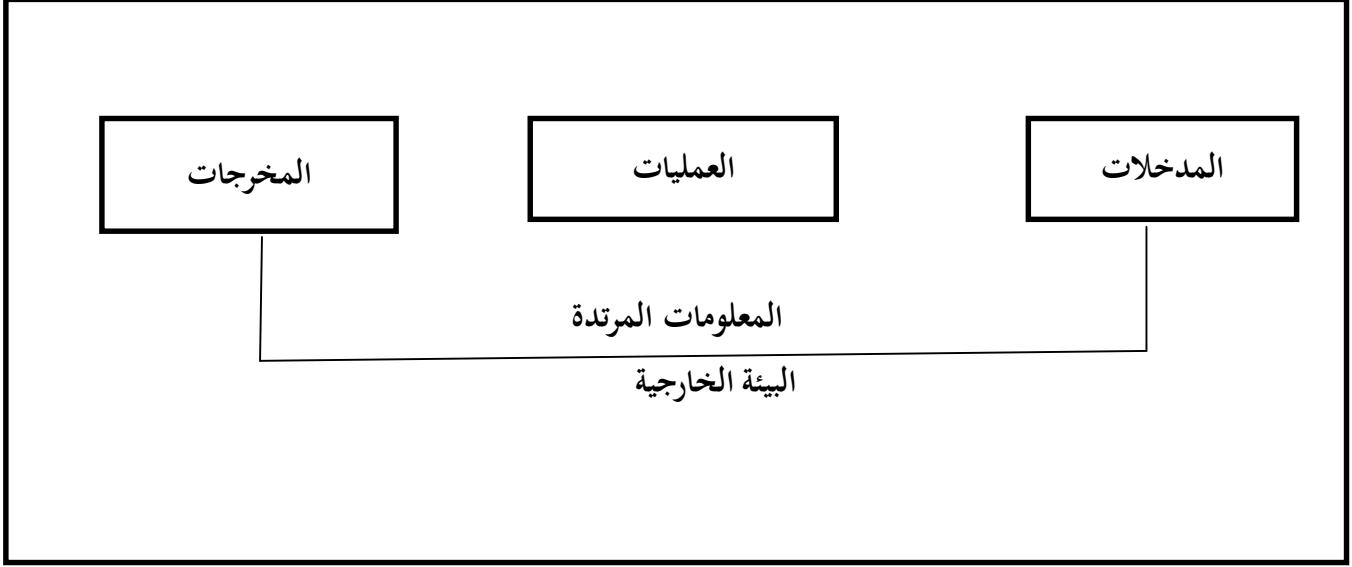 المدخلات
العمليات
المخرجات
المعلومات المرتدة
البيئة الخارجية